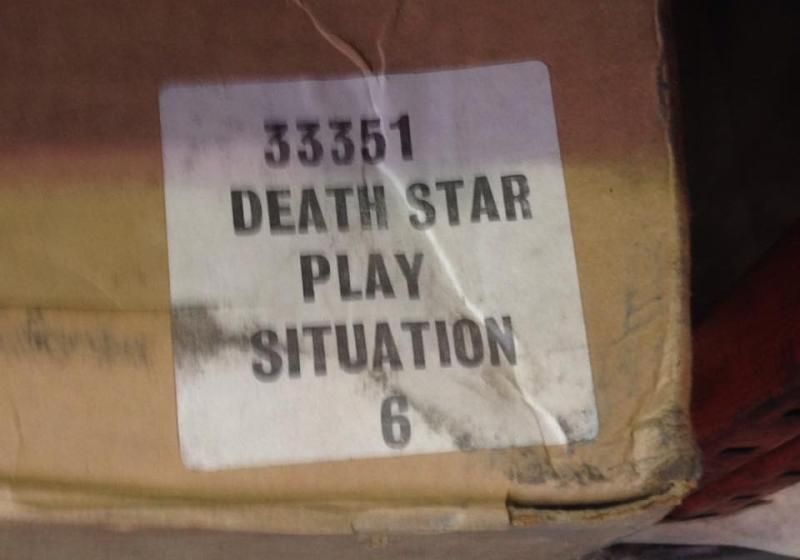 33351
DEATH STAR
PLAY
SITUATION
6